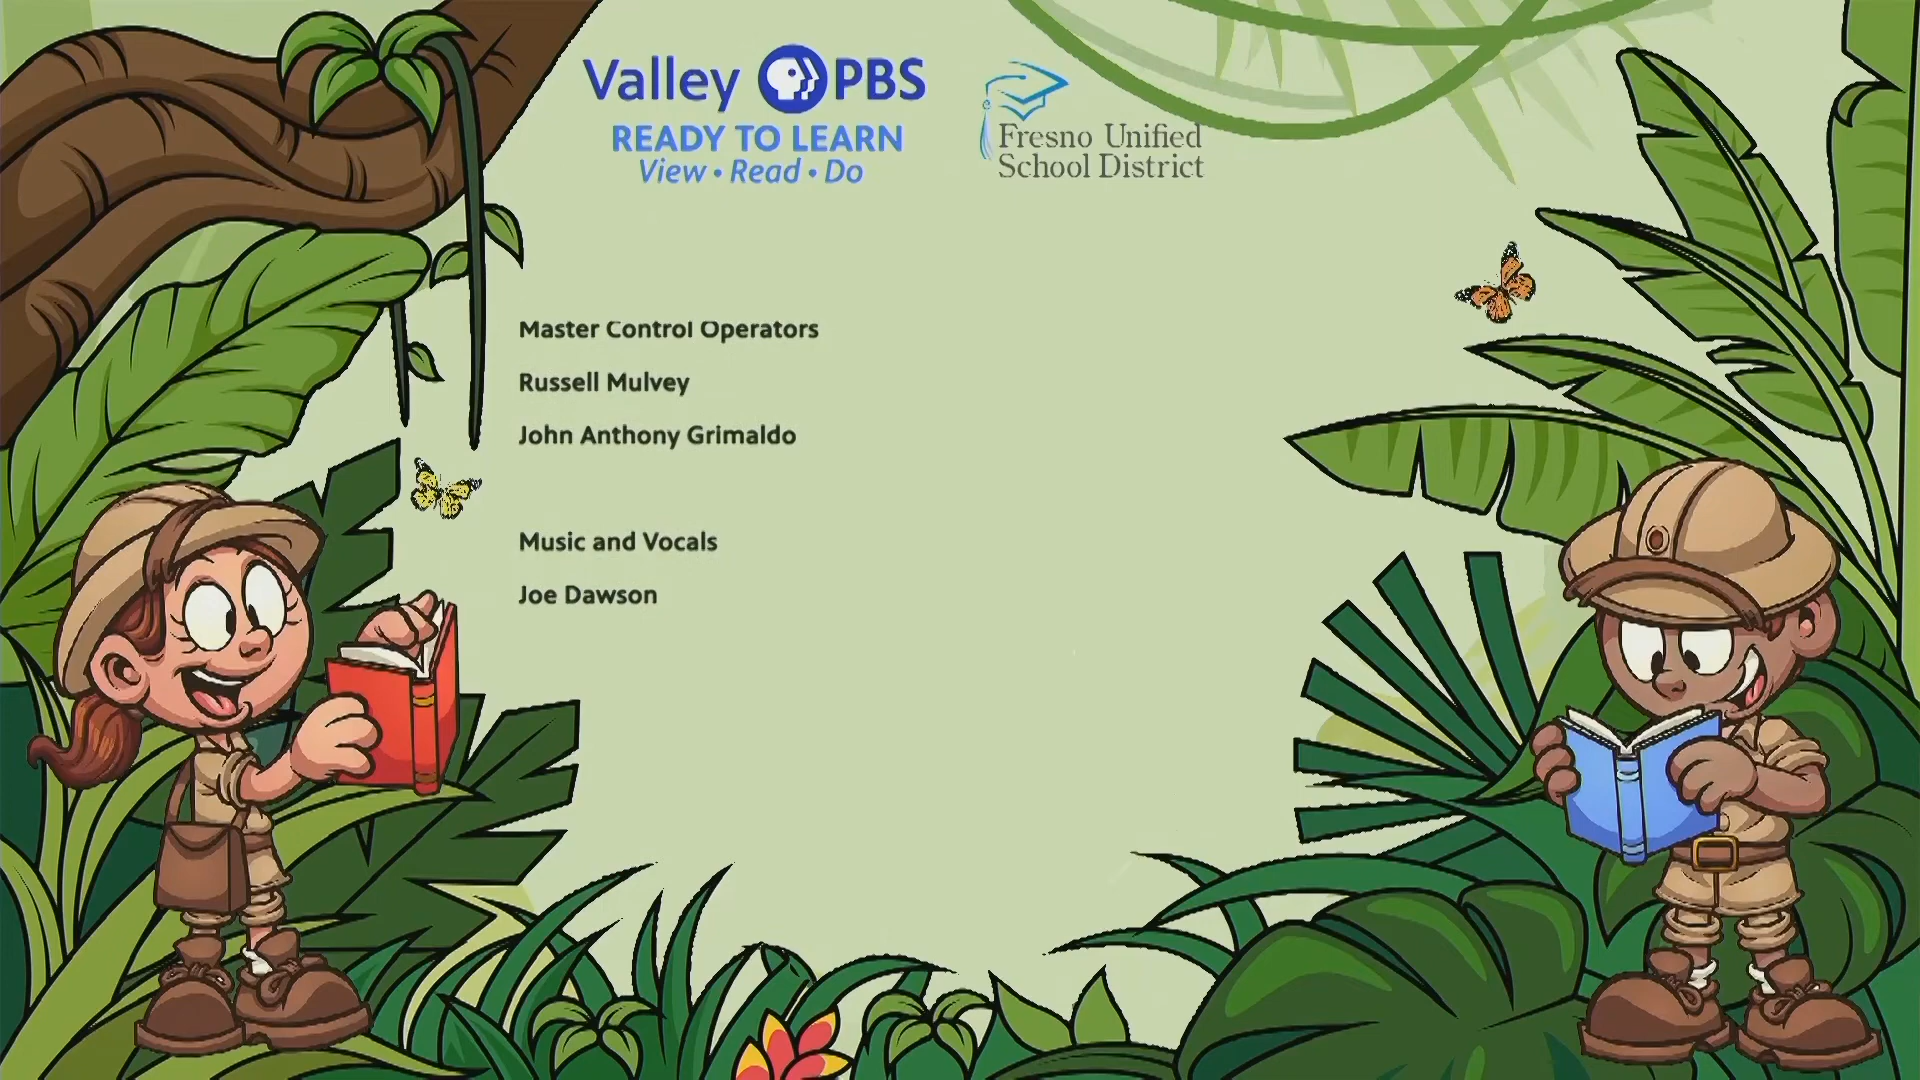 Valley PBS
READY TO LEARN
View • Read • Do
Fresno Unified
School District
Master Control Operators
Russell Mulvey
John Anthony Grimaldo
Music and Vocals
Joe Dawson